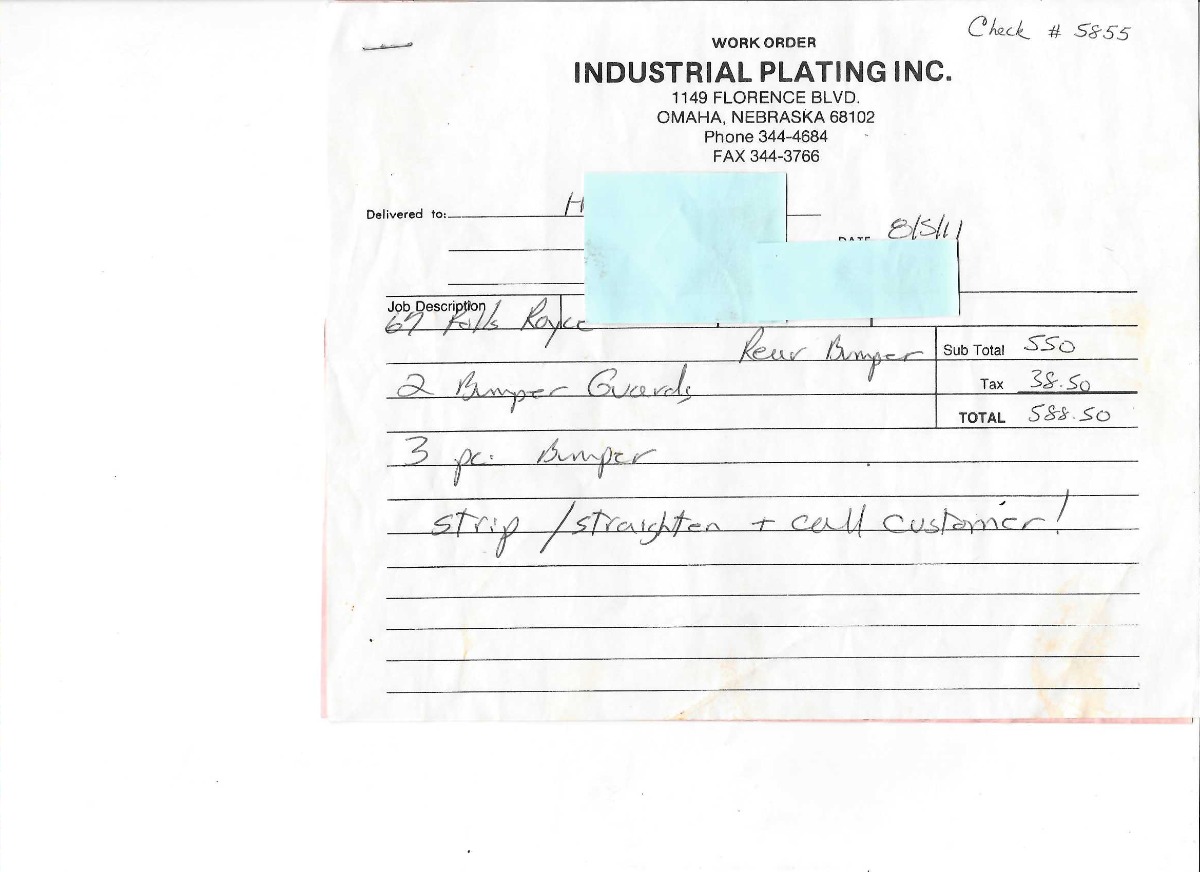 Check # 5855
WORK ORDER
INDUSTRIAL PLATING INC.
1149 FLORENCE BLVD.
OMAHA, NEBRASKA 68102
Phone 344-4684
FAX 344-3766
Delivered to: H
DATE 8/5/11
Job Description
67 Rolls Royce
Rear Bumper
Sub Total 550
2 Bumper Guards
Tax 38.50
TOTAL 588.50
3 pc. Bumper
strip/straighten + call customer!